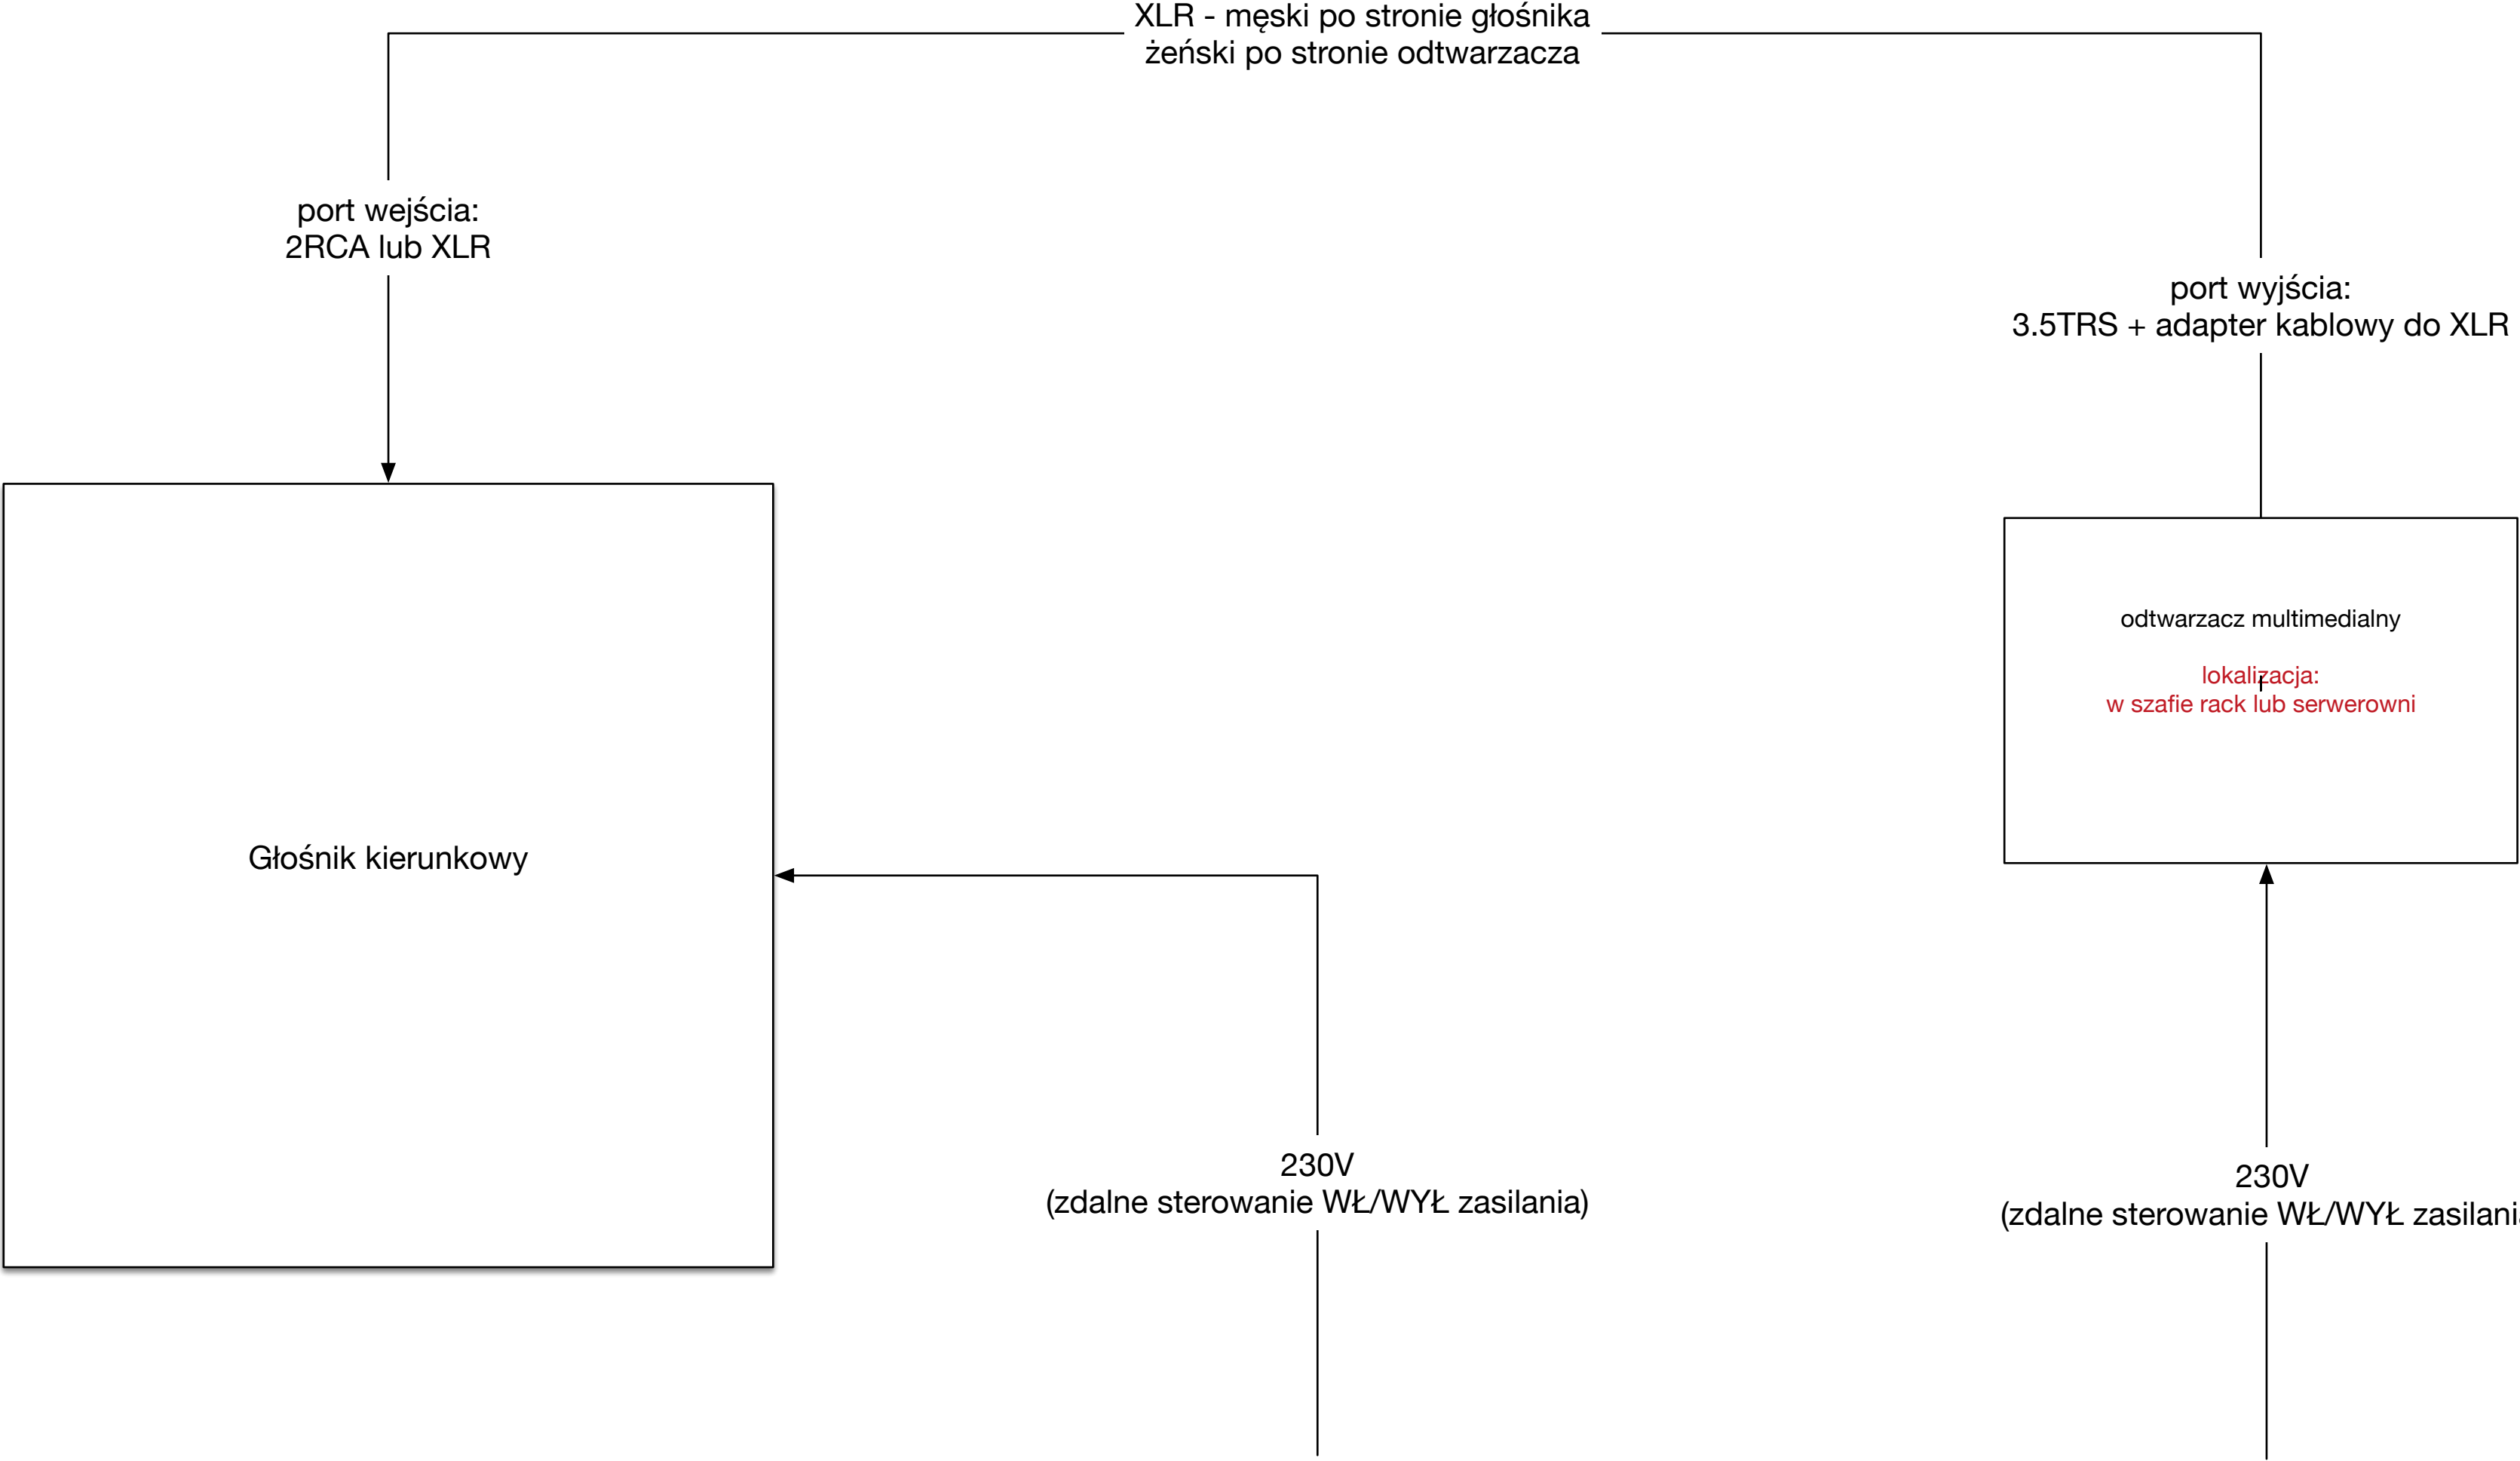 XLR - męski po stronie głośnika
żeński po stronie odtwarzacza
port wejścia:
2RCA lub XLR
port wyjścia:
3.5TRS + adapter kablowy do XLR
odtwarzacz multimedialny
lokalizacja:
w szafie rack lub serwerowni
Głośnik kierunkowy
230V
(zdalne sterowanie WŁ/WYŁ zasilania)
230V
(zdalne sterowanie WŁ/WYŁ zasilani